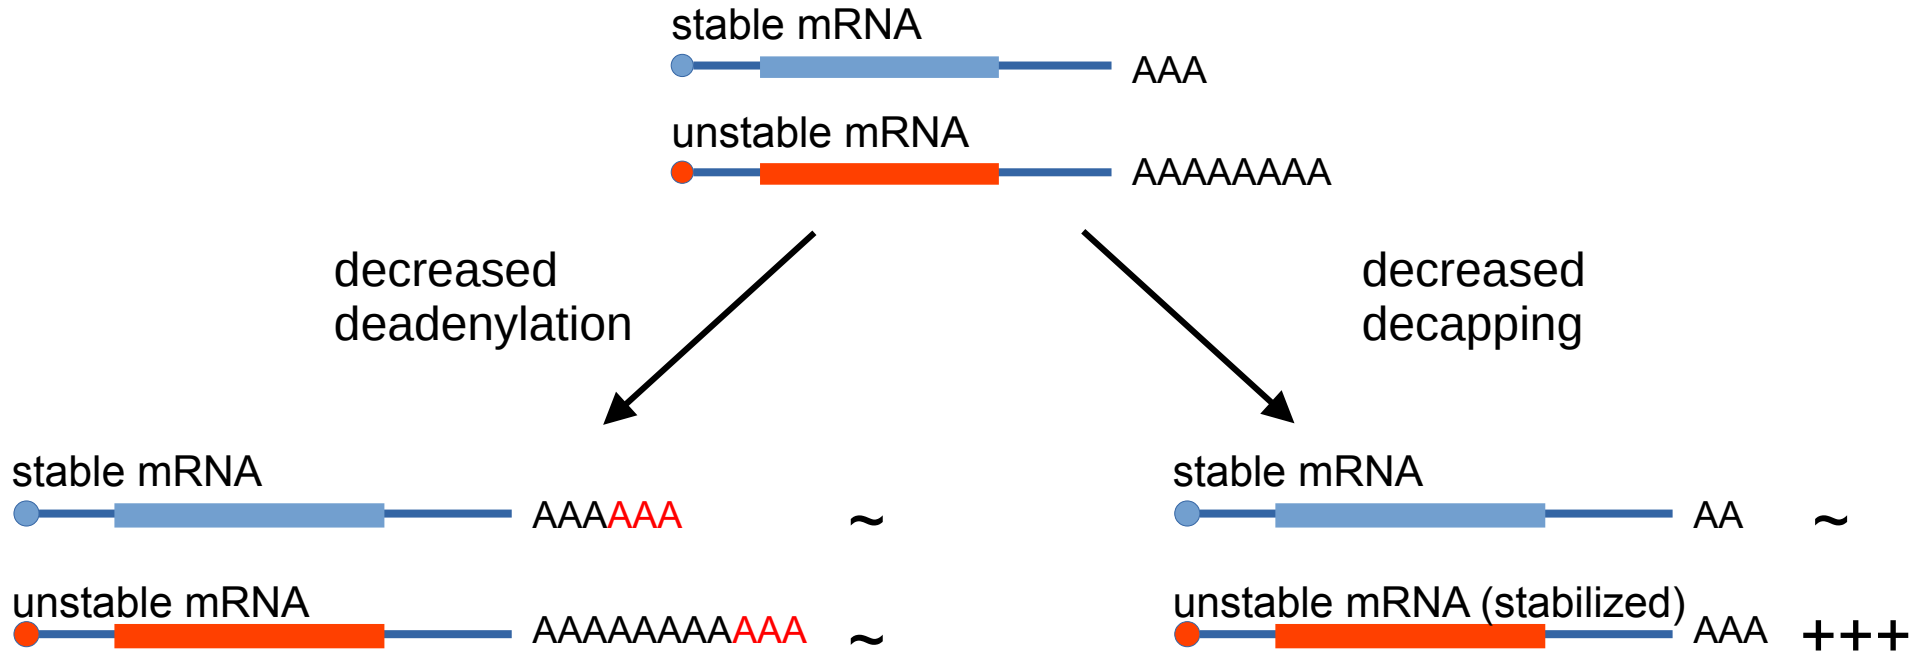 stable mRNA
AAA
unstable mRNA
AAAAAAAA
decreased
deadenylation
decreased
decapping
stable mRNA
AAAAAA
~
unstable mRNA
AAAAAAAAAAA
~
stable mRNA
AA
~
unstable mRNA (stabilized)
AAA
+++